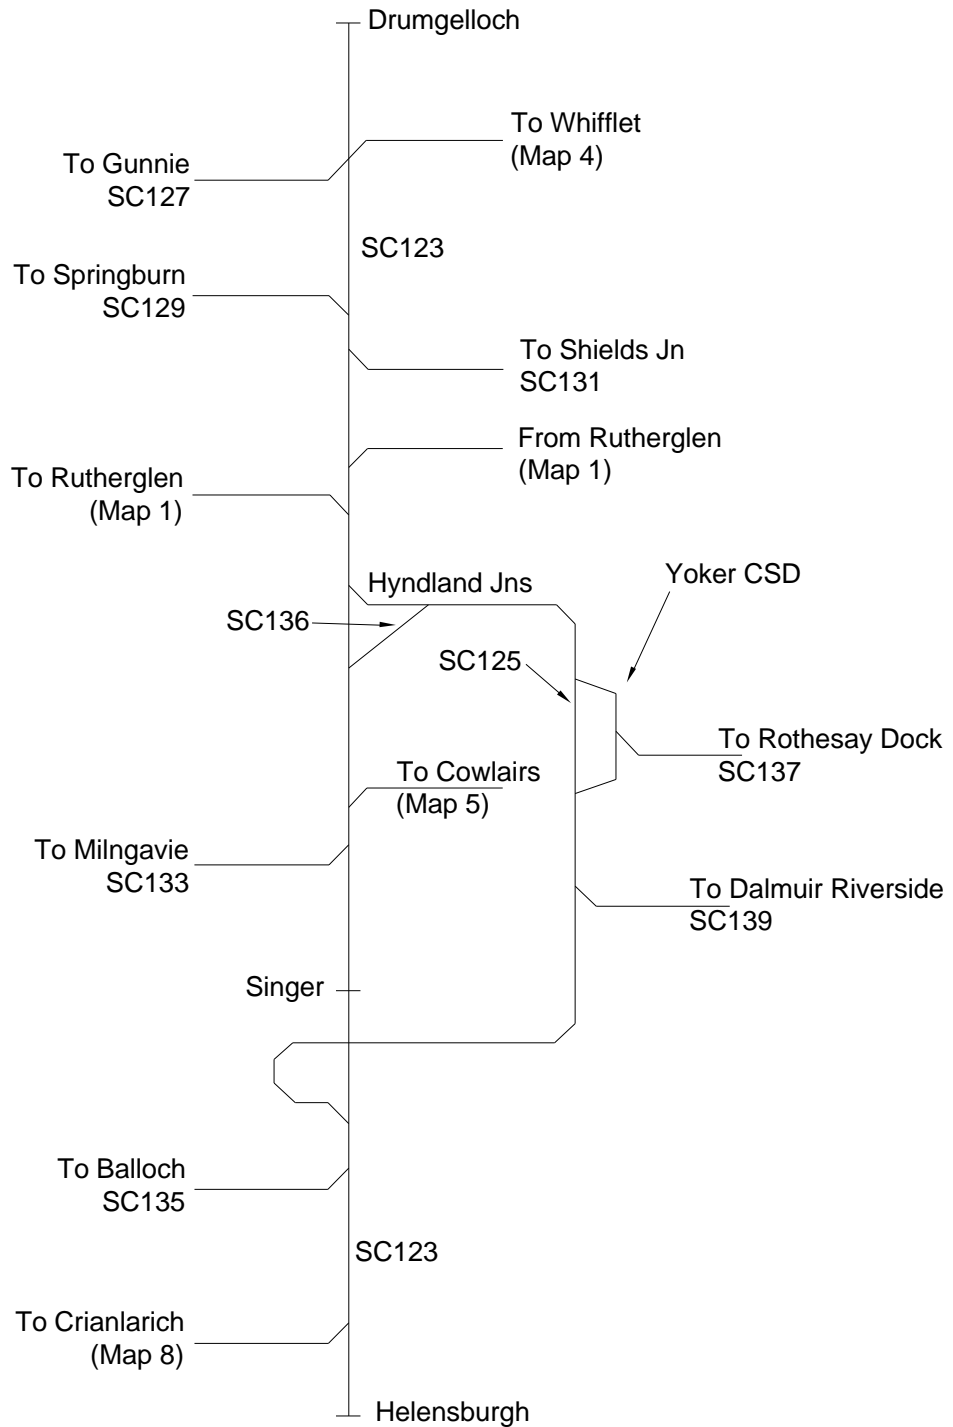 Drumgelloch
To Whifflet
(Map 4)
To Gunnie
SC127
SC123
To Springburn
SC129
To Shields Jn
SC131
From Rutherglen
(Map 1)
To Rutherglen
(Map 1)
Hyndland Jns
Yoker CSD
SC136
SC125
To Rothesay Dock
SC137
To Cowlairs
(Map 5)
To Milngavie
SC133
To Dalmuir Riverside
SC139
Singer
To Balloch
SC135
SC123
To Crianlarich
(Map 8)
Helensburgh